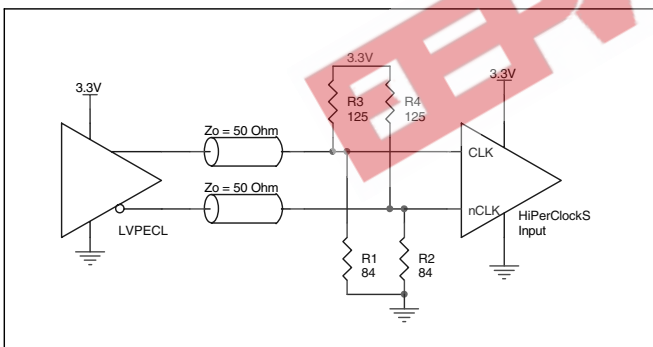 3.3V
3.3V
3.3V
R3
125
R4
125
Zo = 50 Ohm
CLK
Zo = 50 Ohm
nCLK
HiPerClockS
Input
LVPECL
R1
84
R2
84